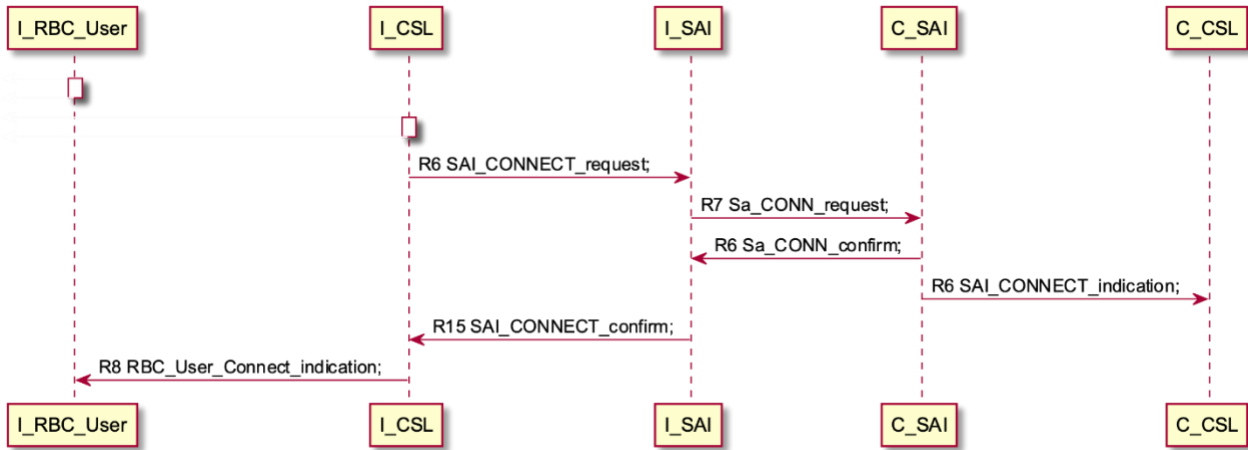 I_RBC_User I_CSL I_SAI C_SAI C_CSL
R6 SAI_CONNECT_request;
R7 Sa_CONN_request;
R6 Sa_CONN_confirm;
R6 SAI_CONNECT_indication;
R15 SAI_CONNECT_confirm;
R8 RBC_User_Connect_indication;
I_RBC_User I_CSL I_SAI C_SAI C_CSL